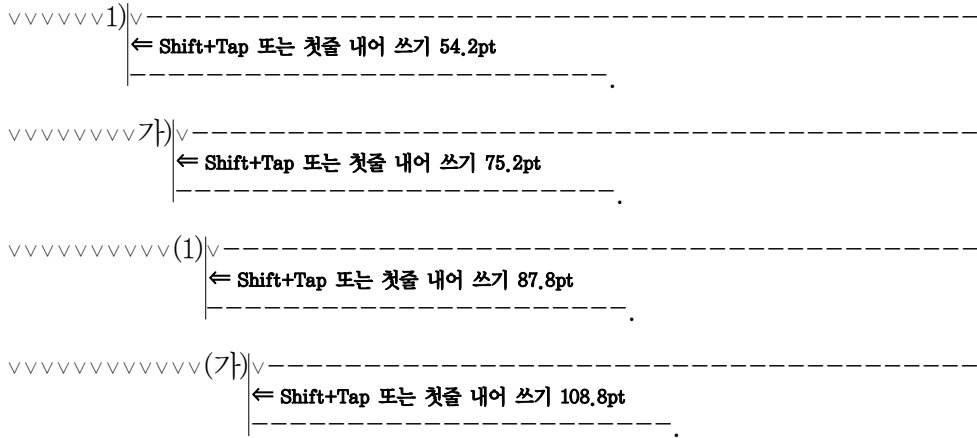 ∨∨∨∨∨∨1)∨−−−−−−−−−−−−−−−−−−−−−−−−−−−−−−−−−−−−−−−−−−−
⇐ Shift+Tap 또는 첫줄 내어 쓰기 54.2pt
−−−−−−−−−−−−−−−−−−−−−−−−−.
∨∨∨∨∨∨∨∨가)∨−−−−−−−−−−−−−−−−−−−−−−−−−−−−−−−−−−−−−−−−
⇐ Shift+Tap 또는 첫줄 내어 쓰기 75.2pt
−−−−−−−−−−−−−−−−−−−−−−−.
∨∨∨∨∨∨∨∨∨∨(1)∨−−−−−−−−−−−−−−−−−−−−−−−−−−−−−−−−−−−−−−−
⇐ Shift+Tap 또는 첫줄 내어 쓰기 87.8pt
−−−−−−−−−−−−−−−−−−−−−−.
∨∨∨∨∨∨∨∨∨∨∨∨(가)∨−−−−−−−−−−−−−−−−−−−−−−−−−−−−−−−−−−−−
⇐ Shift+Tap 또는 첫줄 내어 쓰기 108.8pt
−−−−−−−−−−−−−−−−−−−−−−.